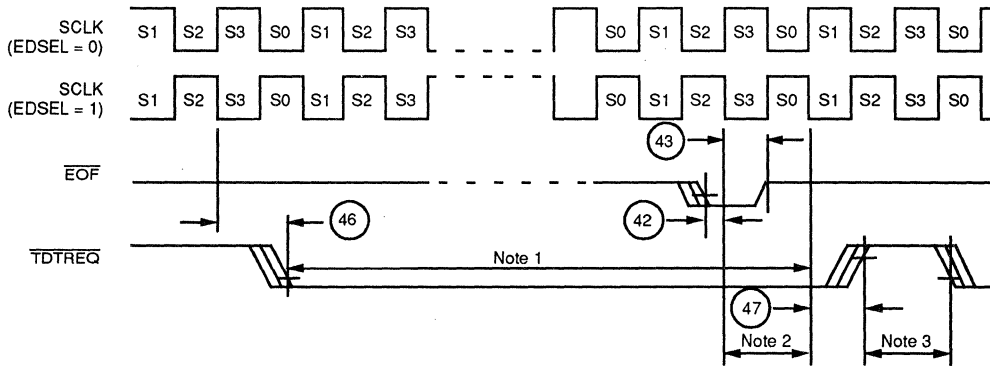 SCLK
(EDSEL = 0)
S1 S2 S3 S0 S1 S2 S3 S0 S1 S2 S3 S0 S1 S2 S3 S0
SCLK
(EDSEL = 1)
S1 S2 S3 S0 S1 S2 S3 S0 S1 S2 S3 S0 S1 S2 S3 S0
43
EOF
46
42
TDTREQ
Note 1
47
Note 2
Note 3